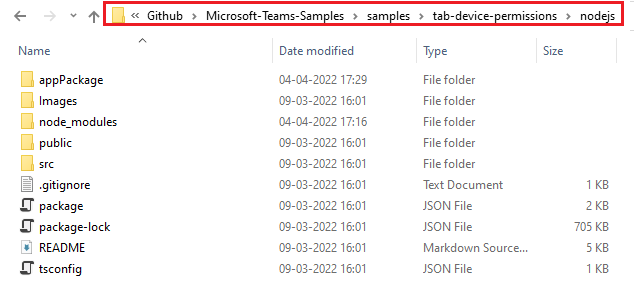 « Github > Microsoft-Teams-Samples > samples > tab-device-permissions > nodejs
Name Date modified Type Size
appPackage 04-04-2022 17:29 File folder
Images 09-03-2022 16:01 File folder
node_modules 04-04-2022 17:16 File folder
public 09-03-2022 16:01 File folder
src 09-03-2022 16:01 File folder
.gitignore 09-03-2022 16:01 Text Document 1 KB
package 09-03-2022 16:01 JSON File 2 KB
package-lock 09-03-2022 16:01 JSON File 705 KB
README 09-03-2022 16:01 Markdown Source... 5 KB
tsconfig 09-03-2022 16:01 JSON File 1 KB